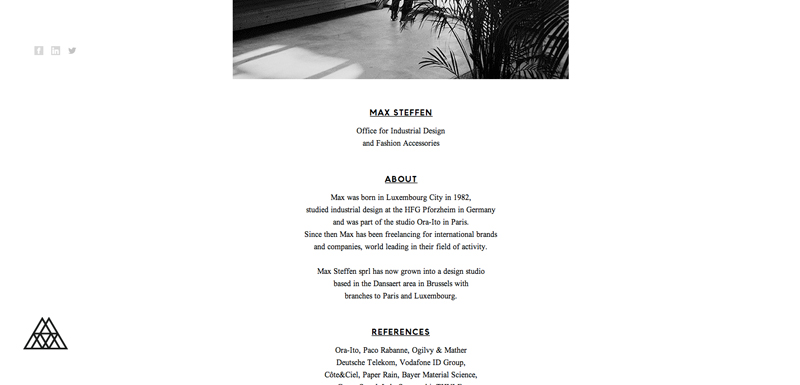 MAX STEFFEN
Office for Industrial Design
and Fashion Accessories
ABOUT
Max was born in Luxembourg City in 1982,
studied industrial design at the HFG Pforzheim in Germany
and was part of the studio Ora-Ito in Paris.
Since then Max has been freelancing for international brands
and companies, world leading in their field of activity.
Max Steffen sprl has now grown into a design studio
based in the Dansaert area in Brussels with
branches to Paris and Luxembourg.
REFERENCES
Ora-Ito, Paco Rabanne, Ogilvy & Mather
Deutsche Telekom, Vodafone ID Group,
Côte&Ciel, Paper Rain, Bayer Material Science,